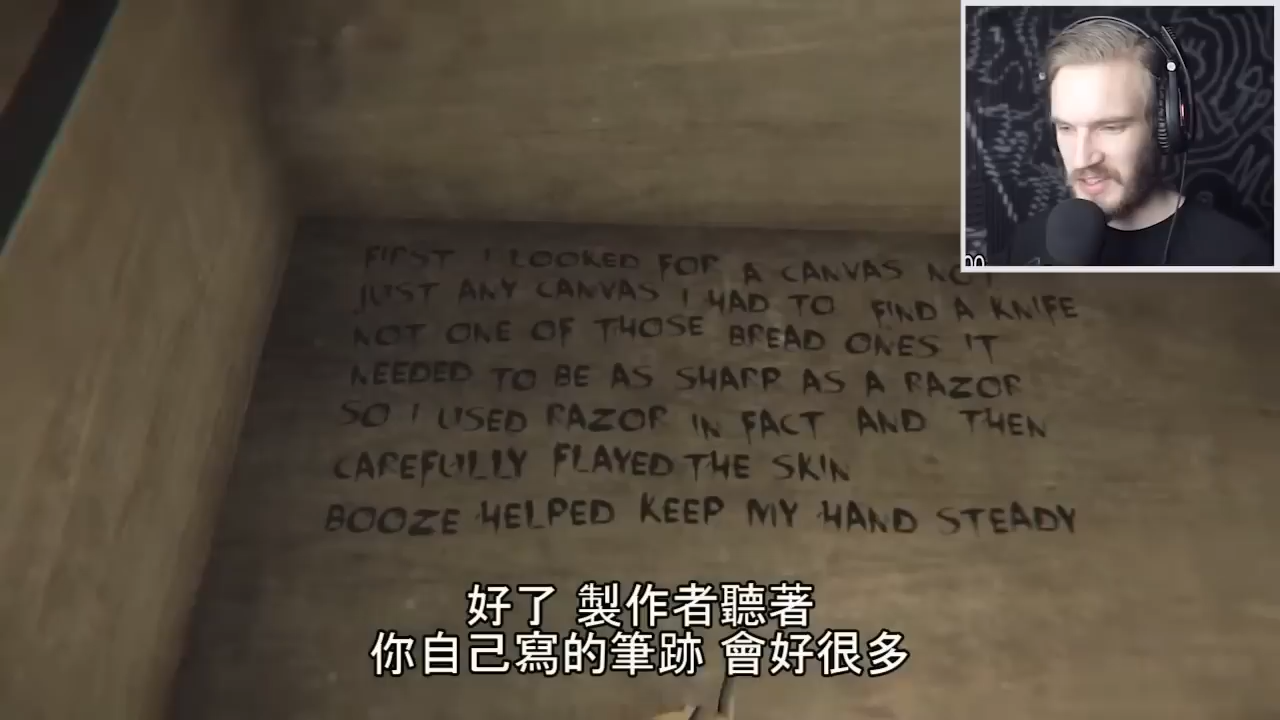 FIRST I LOOKED FOR A CANVAS NOT
JUST ANY CANVAS I HAD TO FIND A KNIFE
NOT ONE OF THOSE BREAD ONES IT
NEEDED TO BE AS SHARP AS A RAZOR
SO I USED RAZOR IN FACT AND THEN
CAREFULLY FLAYED THE SKIN
BOOZE HELPED KEEP MY HAND STEADY
好了 製作者聽著
你自己寫的筆跡 會好很多